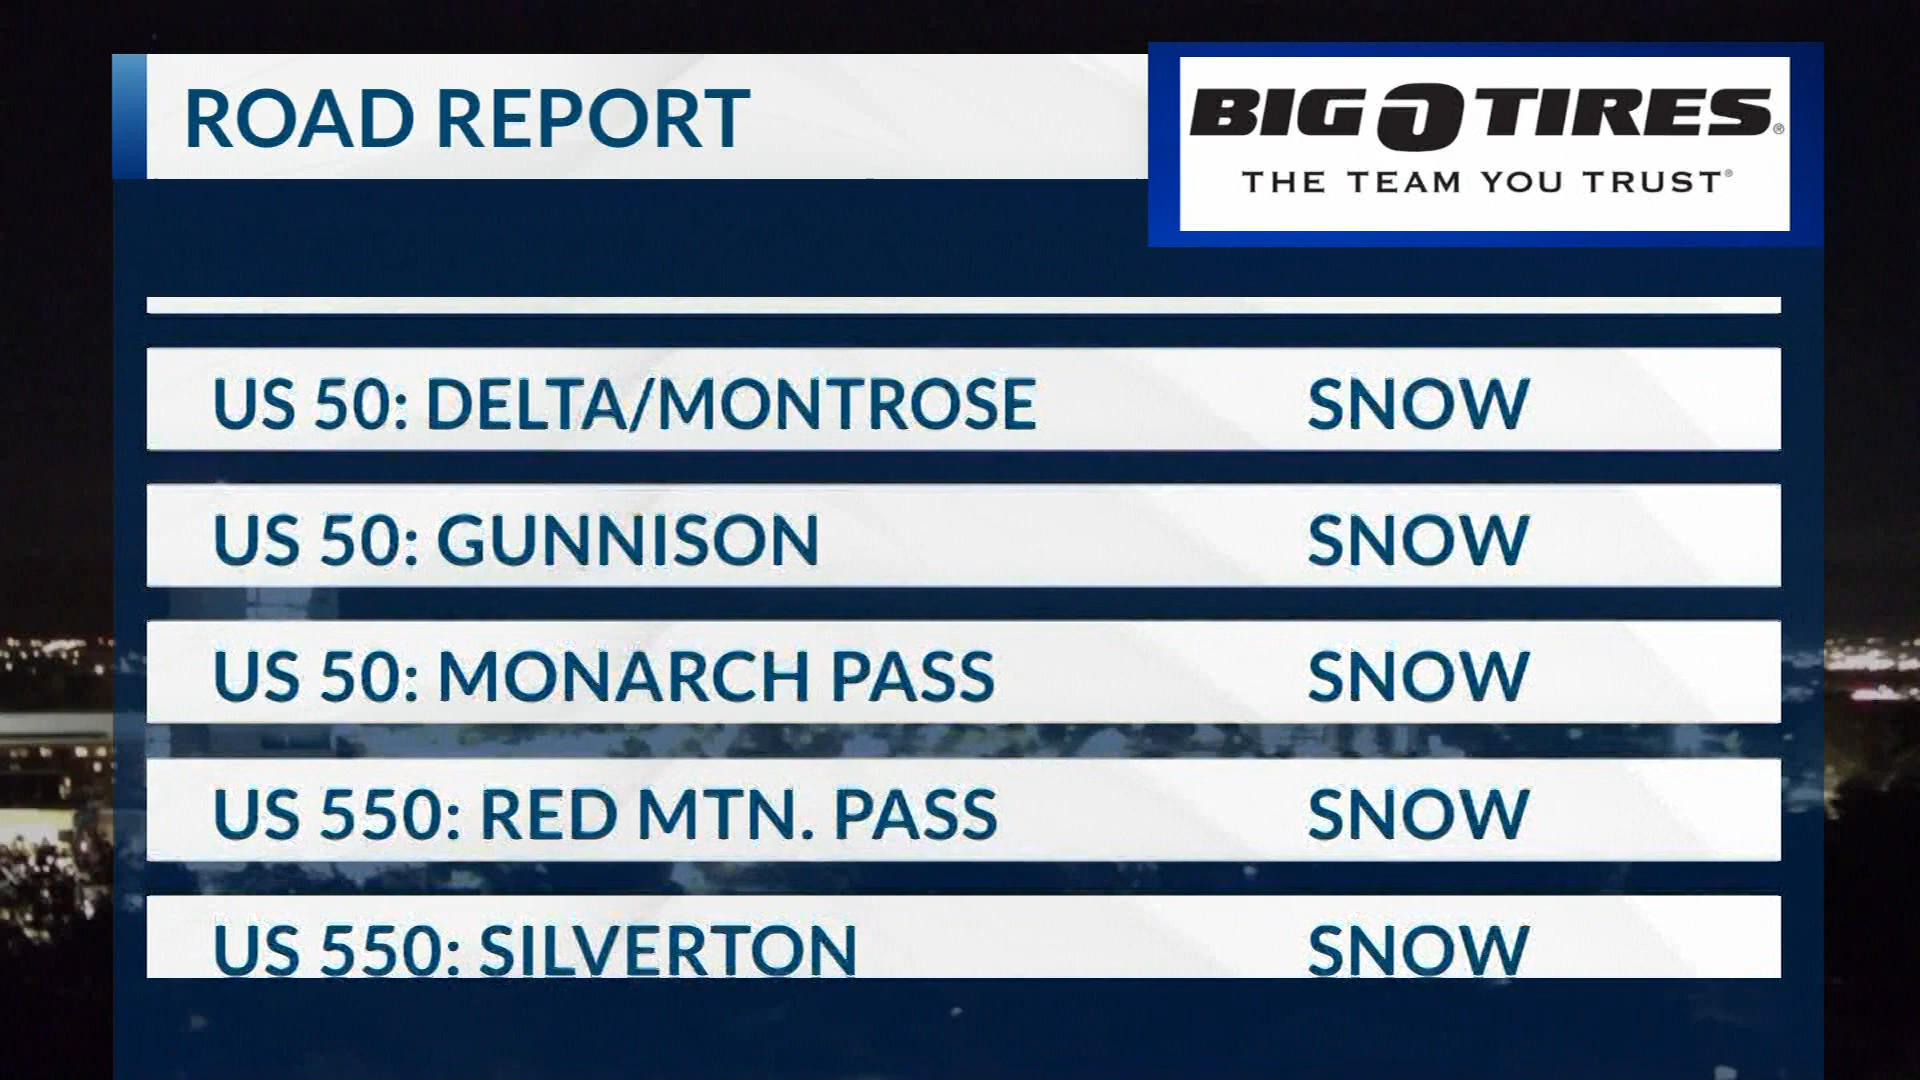 ROAD REPORT
BIG O TIRES®
THE TEAM YOU TRUST®
US 50: DELTA/MONTROSE SNOW
US 50: GUNNISON SNOW
US 50: MONARCH PASS SNOW
US 550: RED MTN. PASS SNOW
US 550: SILVERTON SNOW